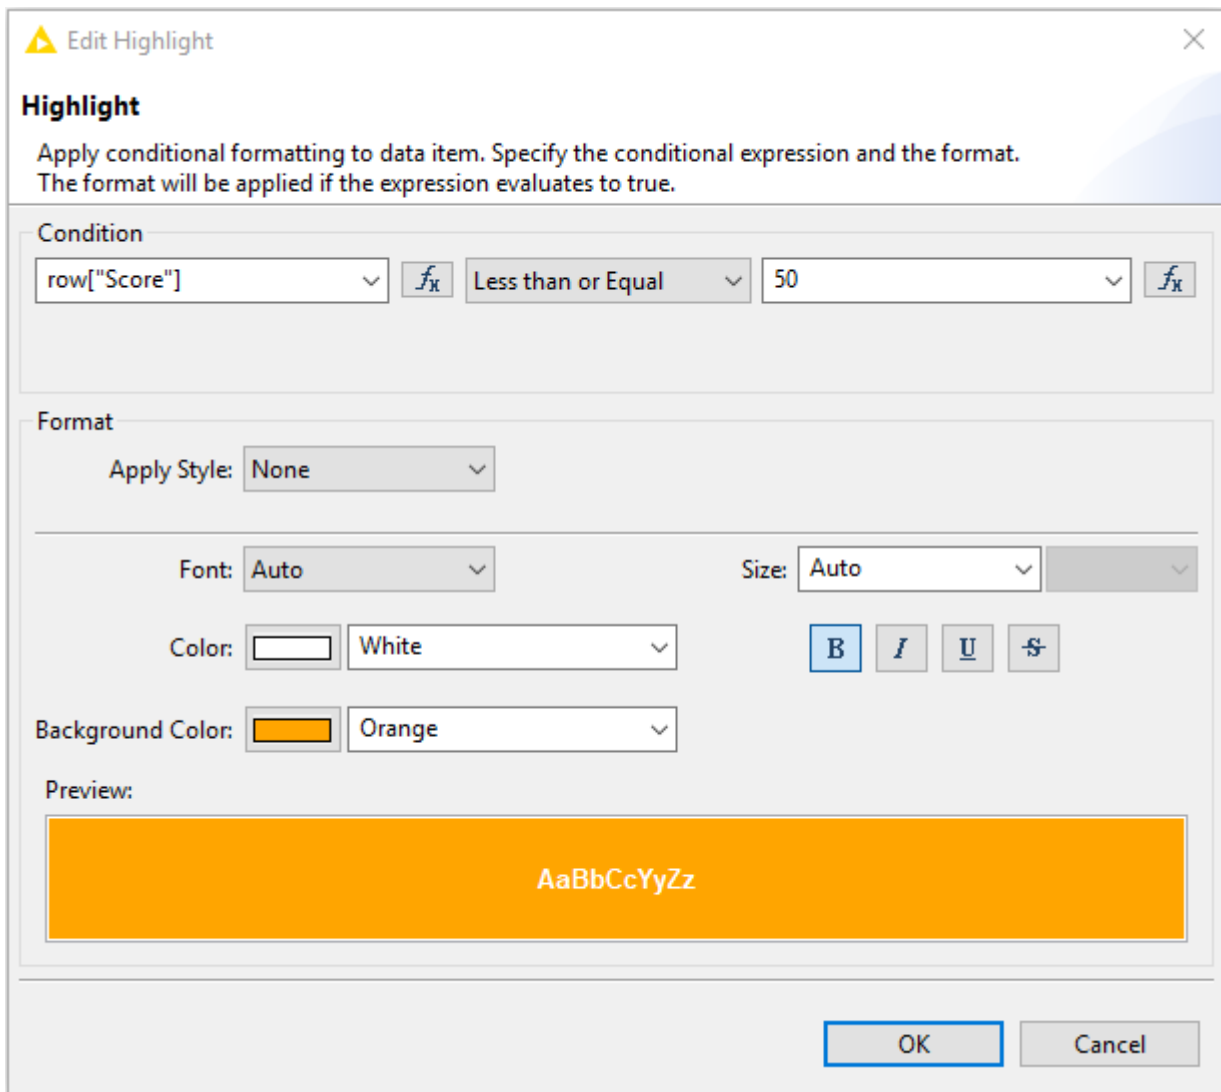 Edit Highlight
Highlight
Apply conditional formatting to data item. Specify the conditional expression and the format.
The format will be applied if the expression evaluates to true.
Condition
row["Score"] fx Less than or Equal 50 fx
Format
Apply Style: None
Font: Auto Size: Auto
Color: White B I U S
Background Color: Orange
Preview:
AaBbCcYyZz
OK Cancel